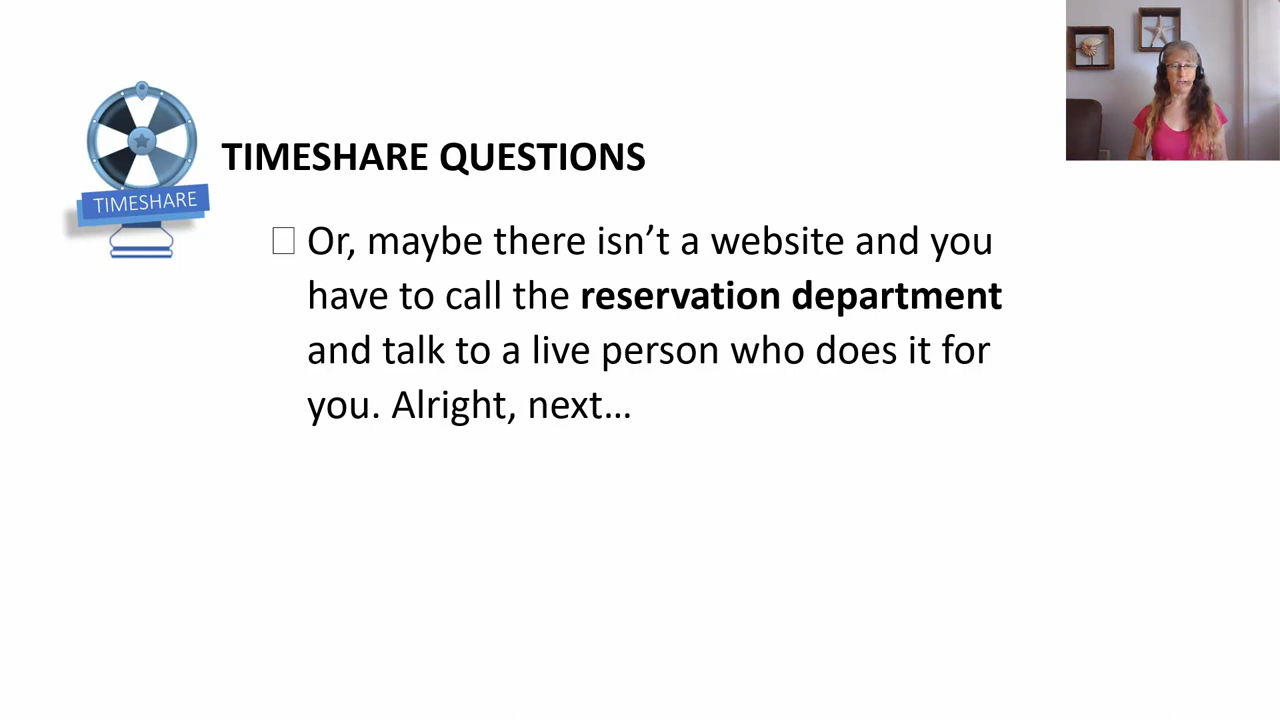 TIMESHARE
TIMESHARE QUESTIONS
Or, maybe there isn’t a website and you
have to call the reservation department
and talk to a live person who does it for
you. Alright, next…